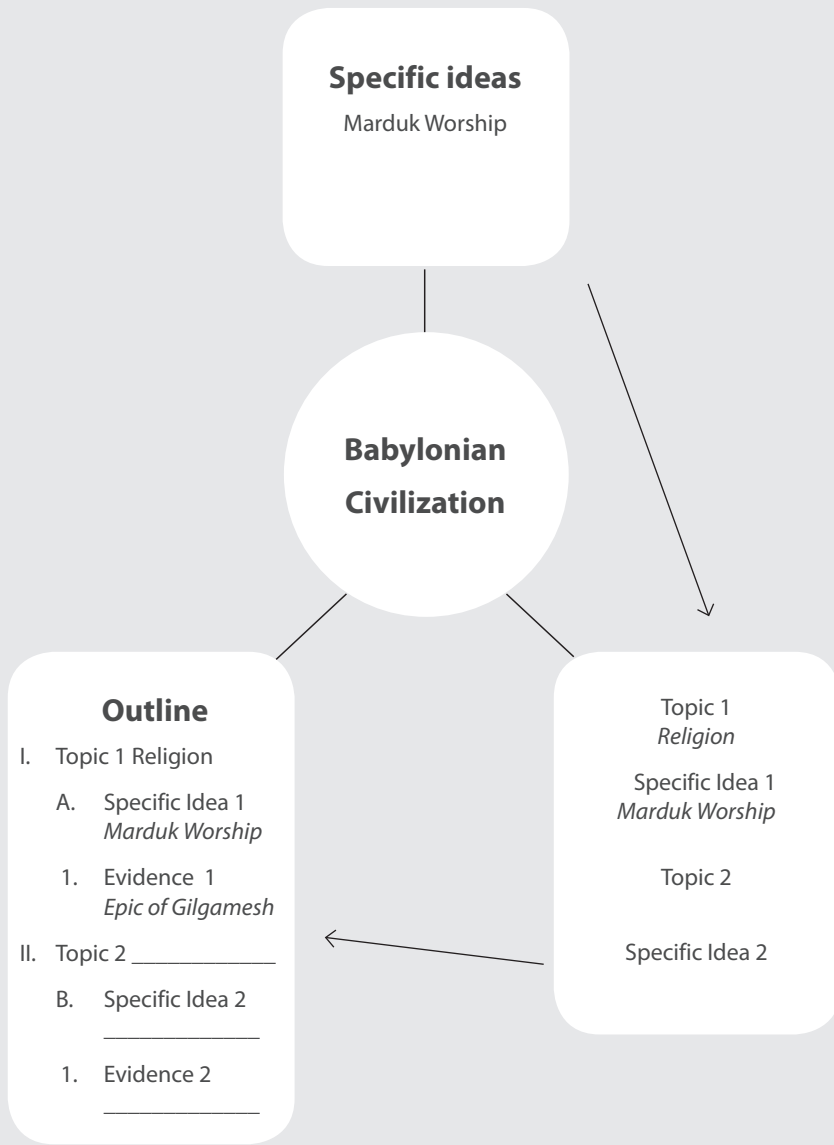 Specific ideas
Marduk Worship
Babylonian
Civilization
Outline
I. Topic 1 Religion
A. Specific Idea 1
Marduk Worship
1. Evidence 1
Epic of Gilgamesh
II. Topic 2 ____________
B. Specific Idea 2
_____________
1. Evidence 2
_____________
Topic 1
Religion
Specific Idea 1
Marduk Worship
Topic 2
Specific Idea 2